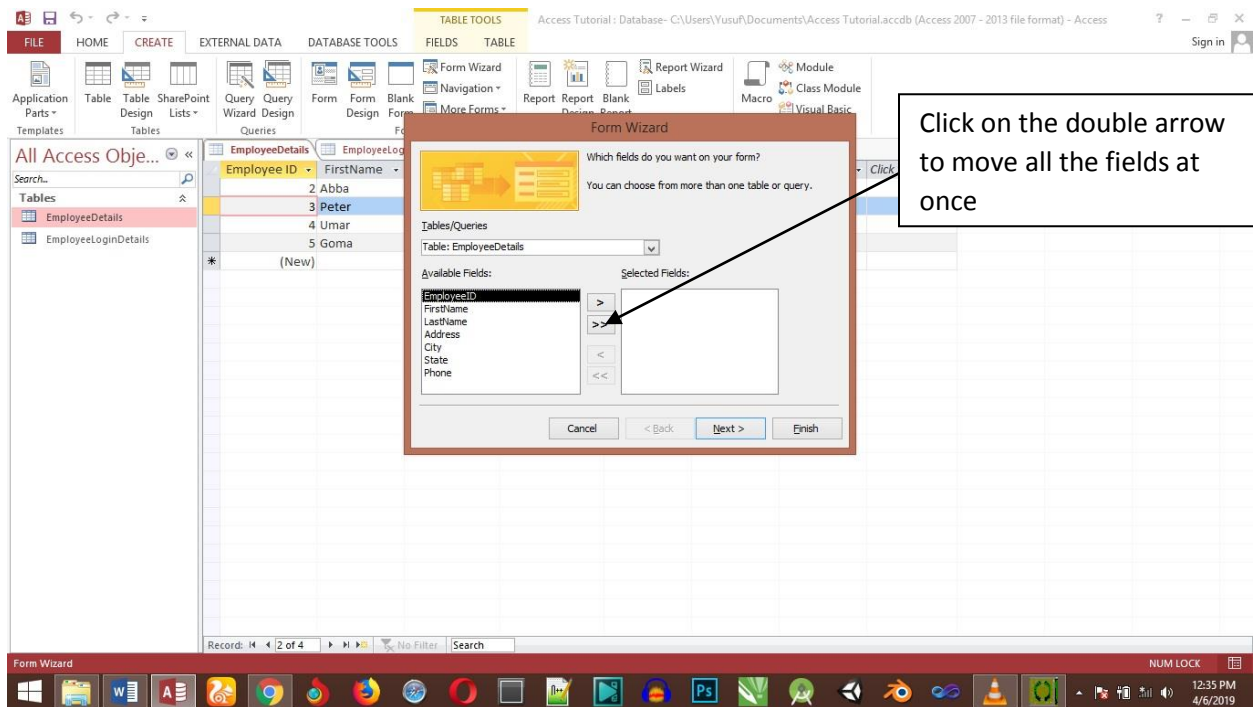 TABLE TOOLS
Access Tutorial : Database- C:\Users\Yusuf\Documents\Access Tutorial.accdb (Access 2007 - 2013 file format) - Access
?
FILE HOME CREATE EXTERNAL DATA DATABASE TOOLS FIELDS TABLE
Sign in
Application Parts
Table
Table Design
SharePoint Lists
Query Wizard
Query Design
Form
Form Design
Blank Form
Form Wizard
Navigation
More Forms
Report
Report Design
Blank Report
Report Wizard
Labels
Macro
Module
Class Module
Visual Basic
Templates
Tables
Queries
All Access Obje... «
Search...
Tables
EmployeeDetails
EmployeeLoginDetails
EmployeeDetails
EmployeeLog
Employee ID FirstName
Click
2 Abba
3 Peter
4 Umar
5 Goma
* (New)
Form Wizard
Which fields do you want on your form?
You can choose from more than one table or query.
Tables/Queries
Table: EmployeeDetails
Available Fields:
Selected Fields:
EmployeeID
FirstName
LastName
Address
City
State
Phone
>
>>
<
<<
Cancel
< Back
Next >
Finish
Click on the double arrow
to move all the fields at
once
Record: 2 of 4 No Filter Search
Form Wizard
NUM LOCK
Ps
12:35 PM
4/6/2019